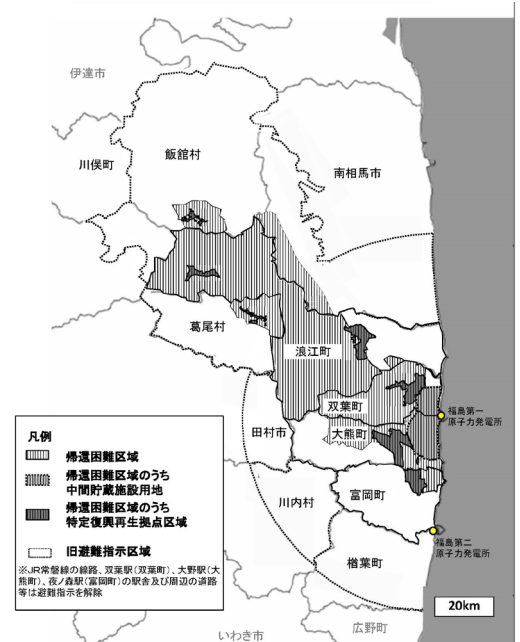 伊達市
飯舘村
川俣町
南相馬市
葛尾村
浪江町
双葉町
福島第一
原子力発電所
田村市
大熊町
川内村
富岡町
福島第二
原子力発電所
楢葉町
広野町
いわき市
20km
凡例
帰還困難区域
帰還困難区域のうち
中間貯蔵施設用地
帰還困難区域のうち
特定復興再生拠点区域
旧避難指示区域
※JR常磐線の線路、双葉駅(双葉町)、大野駅(大
熊町)、夜ノ森駅(富岡町)の駅舎及び周辺の道路
等は避難指示を解除